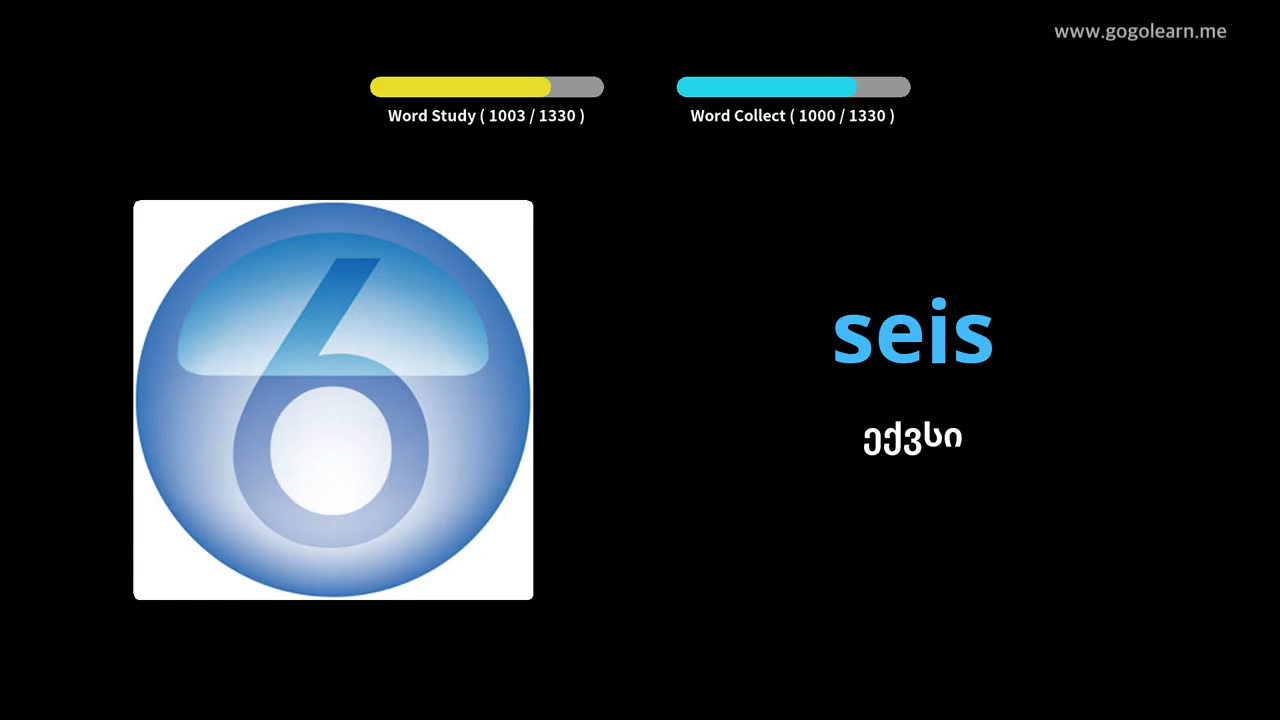 www.gogolearn.me
Word Study ( 1003 / 1330 )
Word Collect ( 1000 / 1330 )
6
seis
ექვსი